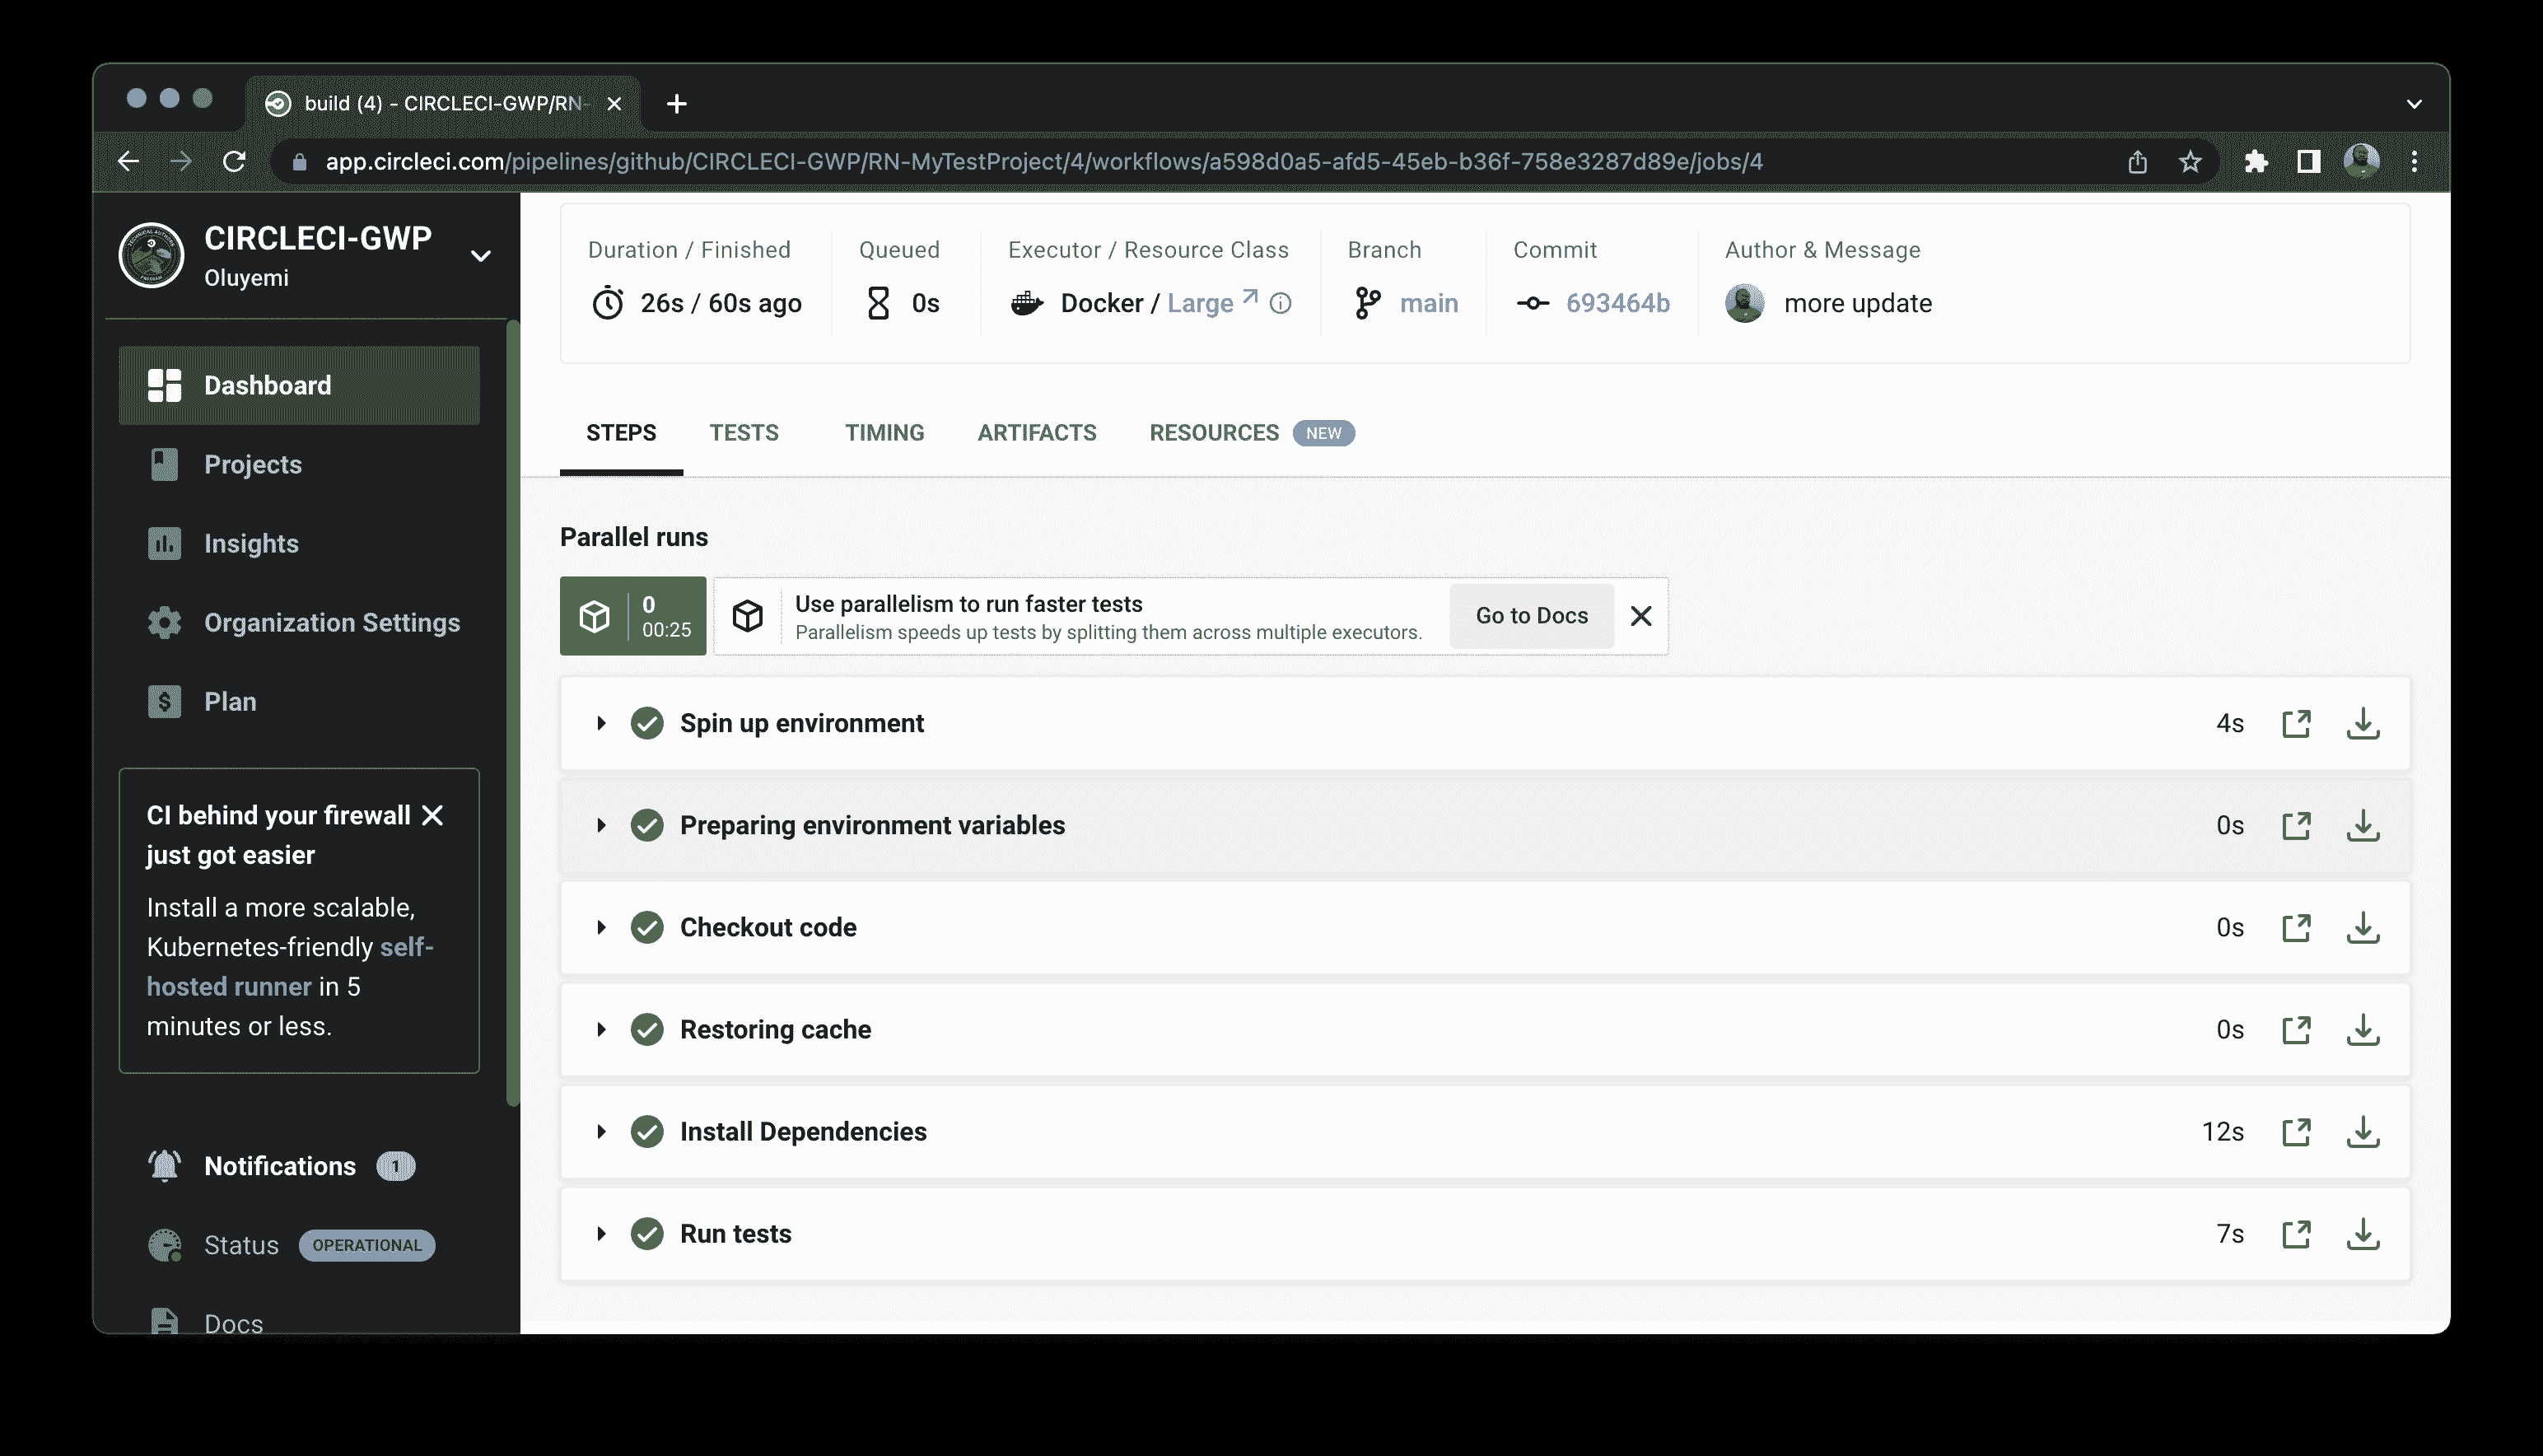 build (4) - CIRCLECI-GWP/RN-
app.circleci.com/pipelines/github/CIRCLECI-GWP/RN-MyTestProject/4/workflows/a598d0a5-afd5-45eb-b36f-758e3287d89e/jobs/4
CIRCLECI-GWP
Oluyemi
Dashboard
Projects
Insights
Organization Settings
Plan
CI behind your firewall
just got easier
Install a more scalable,
Kubernetes-friendly self-
hosted runner in 5
minutes or less.
Notifications 1
Status OPERATIONAL
Docs
Duration / Finished
26s / 60s ago
Queued
0s
Executor / Resource Class
Docker / Large
Branch
main
Commit
693464b
Author & Message
more update
STEPS TESTS TIMING ARTIFACTS RESOURCES NEW
Parallel runs
0
00:25
Use parallelism to run faster tests
Parallelism speeds up tests by splitting them across multiple executors.
Go to Docs
Spin up environment 4s
Preparing environment variables 0s
Checkout code 0s
Restoring cache 0s
Install Dependencies 12s
Run tests 7s